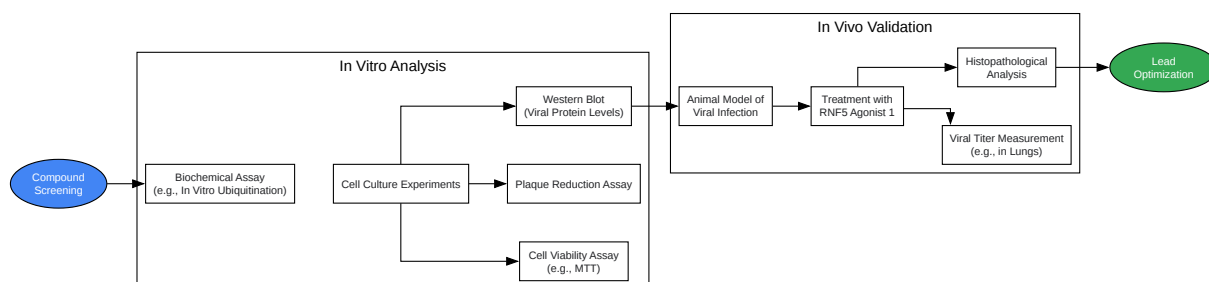 In Vitro Analysis
In Vivo Validation
Compound
Screening
Biochemical Assay
(e.g., In Vitro Ubiquitination)
Cell Culture Experiments
Western Blot
(Viral Protein Levels)
Plaque Reduction Assay
Cell Viability Assay
(e.g., MTT)
Animal Model of
Viral Infection
Treatment with
RNF5 Agonist 1
Histopathological
Analysis
Viral Titer Measurement
(e.g., in Lungs)
Lead
Optimization